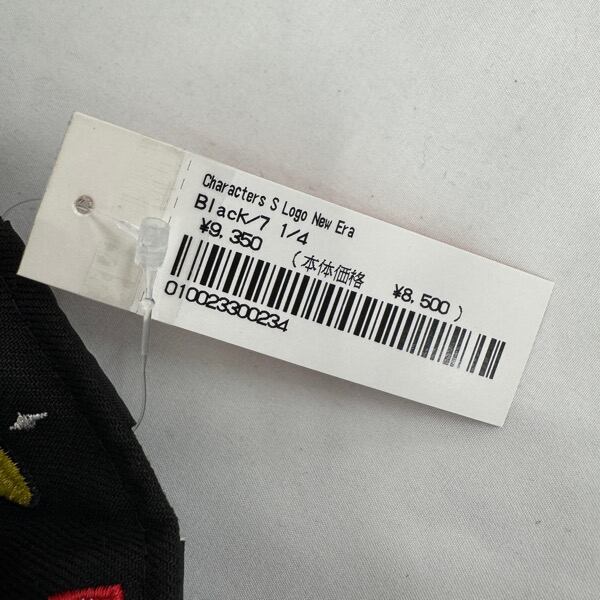 Characters S Logo New Era
Black/7 1/4
¥9,350 (本体価格 ¥8,500)
010023300234